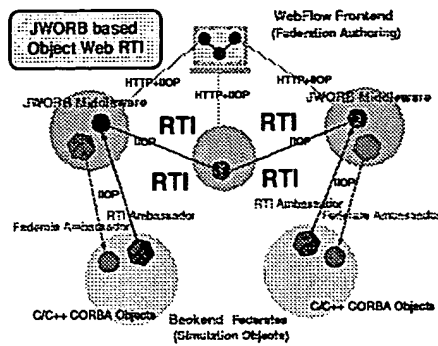 JWORB based
Object Web RTI
WebFlow Frontend
(Federation Authoring)
HTTP+IIOP
HTTP+IIOP
HTTP+IIOP
JWORB Middleware
JWORB Middleware
RTI
RTI
IIOP
IIOP
RTI
RTI
IIOP
IIOP
RTI Ambassador
Federate Ambassador
RTI Ambassador
Federate Ambassador
C/C++ CORBA Objects
C/C++ CORBA Objects
Backend Federates
(Simulation Objects)